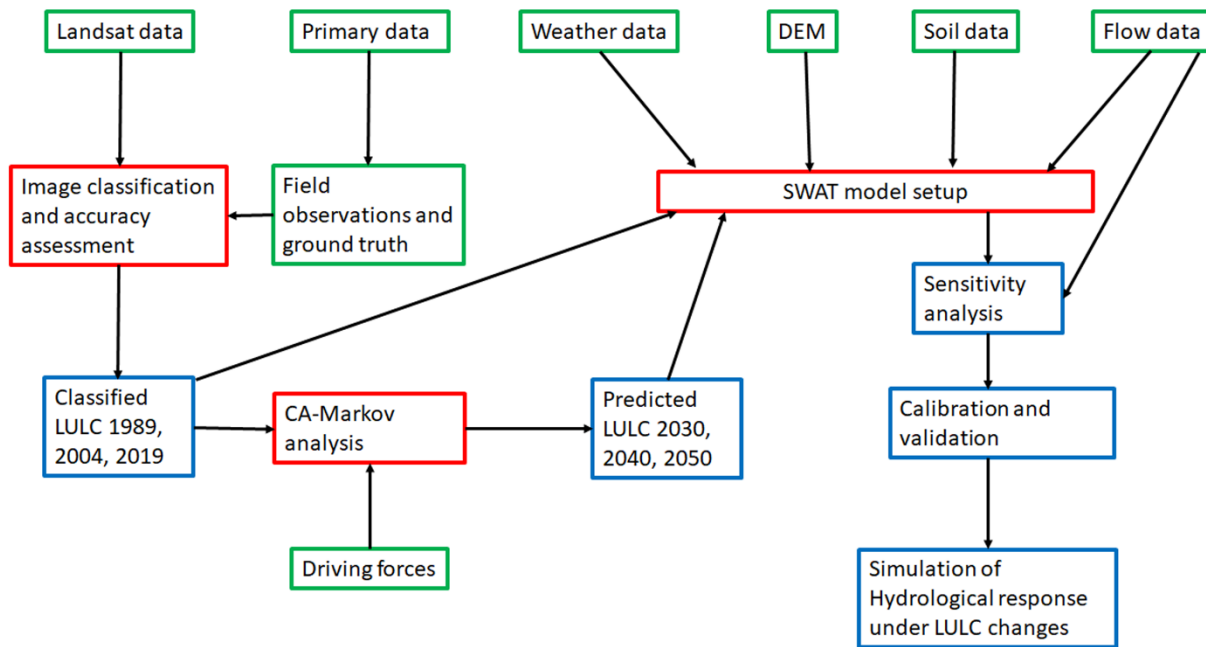 Landsat data
Primary data
Weather data
DEM
Soil data
Flow data
Image classification
and accuracy
assessment
Field
observations and
ground truth
SWAT model setup
Sensitivity
analysis
Classified
LULC 1989,
2004, 2019
CA-Markov
analysis
Predicted
LULC 2030,
2040, 2050
Calibration and
validation
Driving forces
Simulation of
Hydrological response
under LULC changes